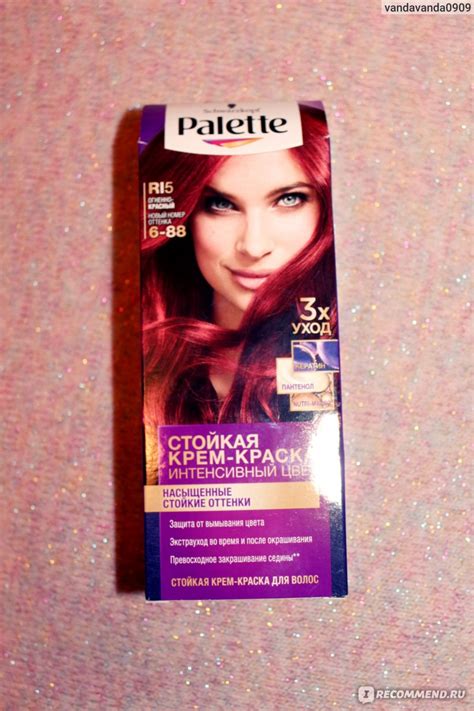 vandavanda0909
Schwarzkopf
Palette
RI5
ОГНЕННО-
КРАСНЫЙ
НОВЫЙ НОМЕР
ОТТЕНКА
6-88
3x
УХОД
КЕРАТИН
ПАНТЕНОЛ
СТОЙКАЯ
КРЕМ-КРАСКА
ИНТЕНСИВНЫЙ ЦВЕТ
НАСЫЩЕННЫЕ
СТОЙКИЕ ОТТЕНКИ
Защита от вымывания цвета
Экстрауход во время и после окрашивания
Превосходное закрашивание седины
СТОЙКАЯ КРЕМ-КРАСКА ДЛЯ ВОЛОС
I RECOMMEND.RU